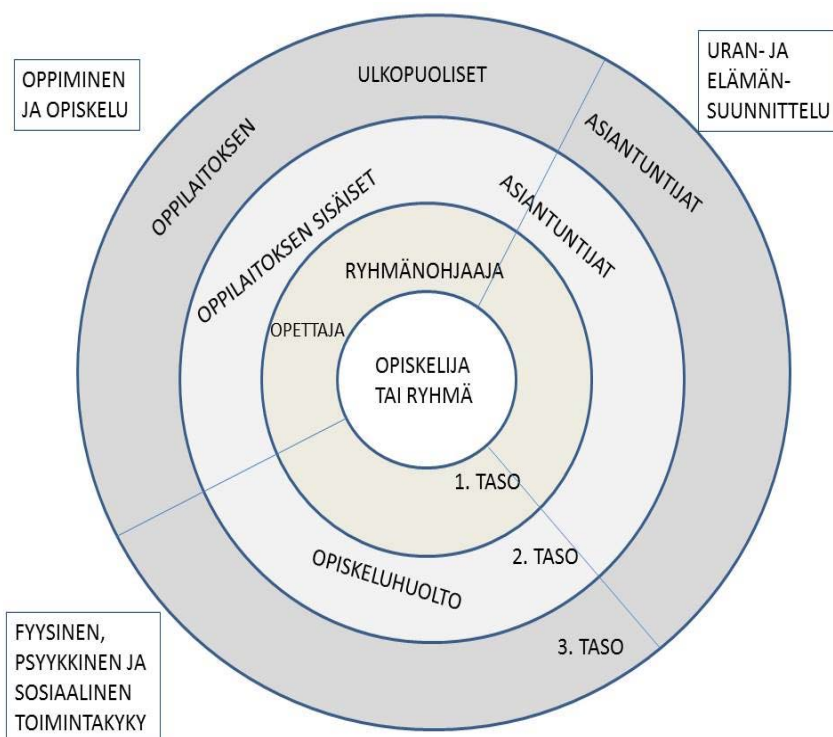 OPPIMINEN
JA OPISKELU
URAN- JA
ELÄMÄN-
SUUNNITTELU
OPPILAITOKSEN
ULKOPUOLISET
ASIANTUNTIJAT
OPPILAITOKSEN SISÄISET
ASIANTUNTIJAT
RYHMÄNOHJAAJA
OPETTAJA
OPISKELIJA
TAI RYHMÄ
1. TASO
2. TASO
OPISKELUHUOLTO
3. TASO
FYYSINEN,
PSYYKKINEN JA
SOSIAALINEN
TOIMINTAKYKY